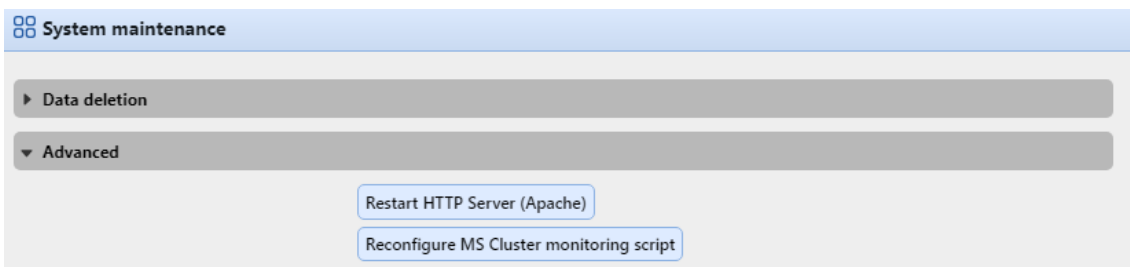 System maintenance
Data deletion
Advanced
Restart HTTP Server (Apache)
Reconfigure MS Cluster monitoring script